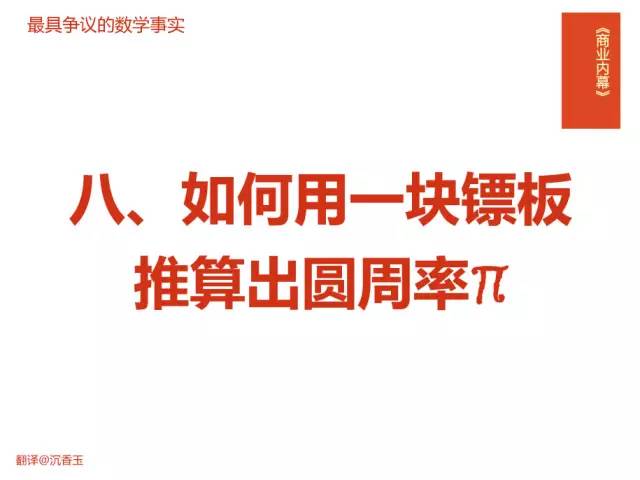 最具争议的数学事实
《商业内幕》
八、如何用一块镖板
推算出圆周率π
翻译@沉香玉